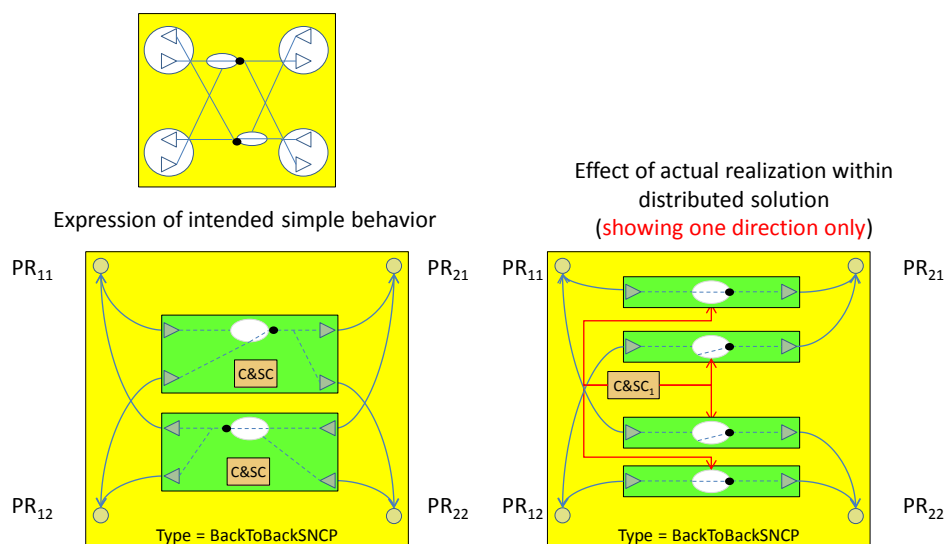 Expression of intended simple behavior
PR11
PR21
C&SC
C&SC
PR12
PR22
Type = BackToBackSNCP
Effect of actual realization within
distributed solution
(showing one direction only)
PR11
PR21
C&SC1
PR12
PR22
Type = BackToBackSNCP